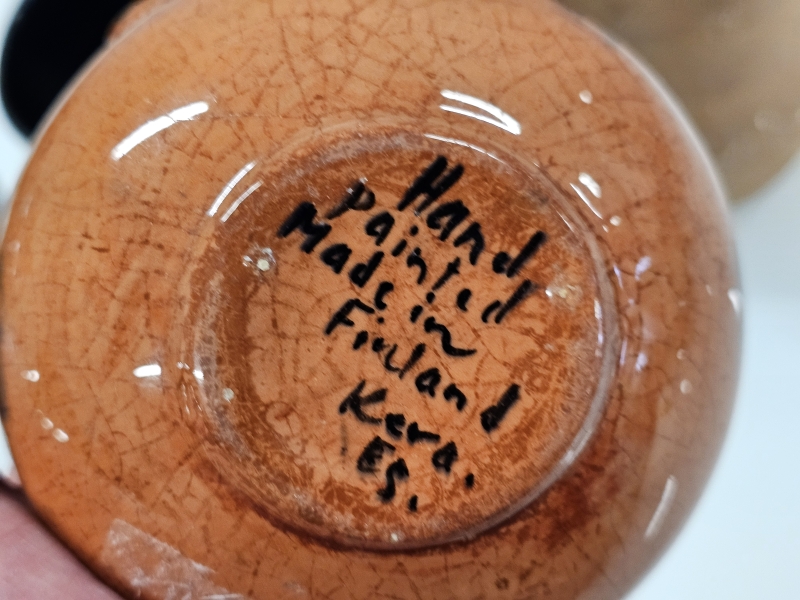 Hand
painted
Made in
Finland
Kera.
ES.